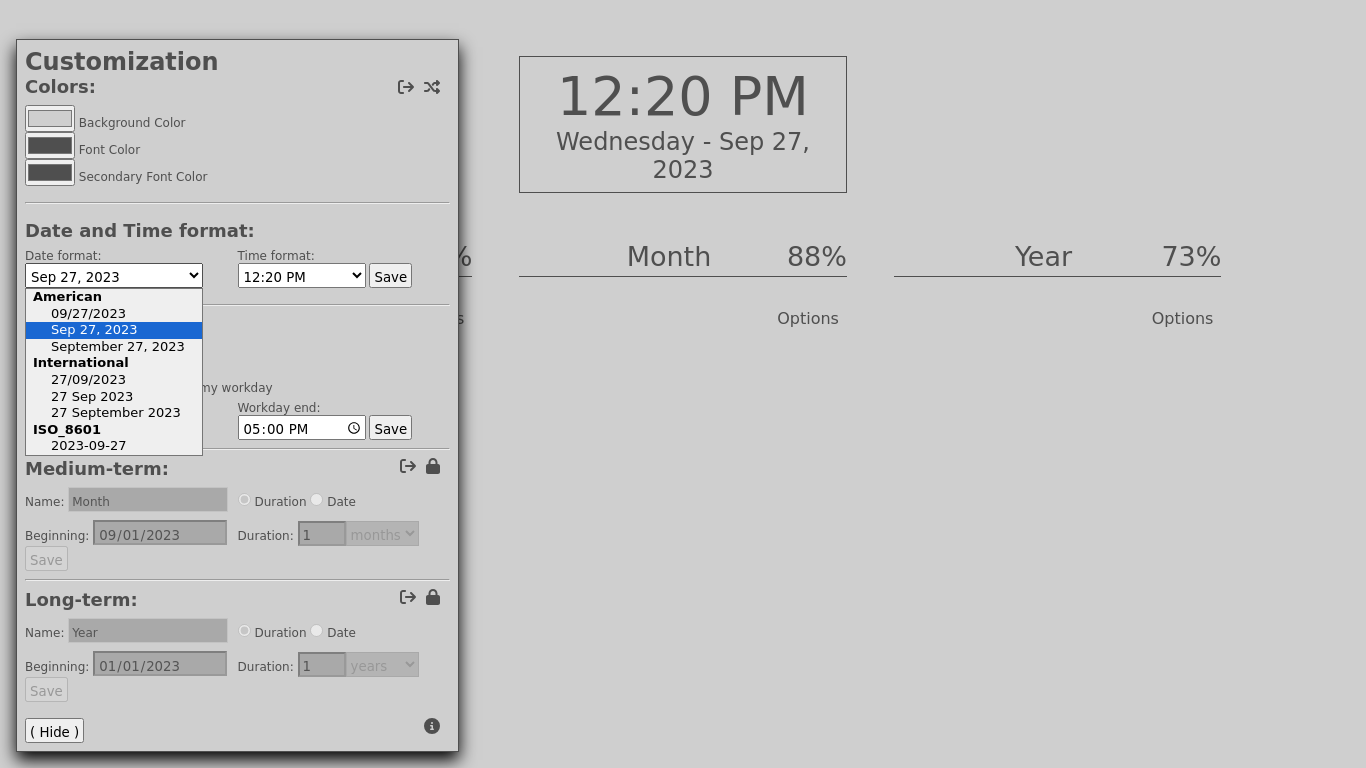 Customization
Colors:
Background Color
Font Color
Secondary Font Color
Date and Time format:
Date format:
Time format:
Sep 27, 2023
12:20 PM
Save
American
09/27/2023
Sep 27, 2023
September 27, 2023
International
27/09/2023
27 Sep 2023
27 September 2023
ISO_8601
2023-09-27
my workday
Workday end:
05:00 PM
Save
Medium-term:
Name: Month
Duration
Date
Beginning: 09/01/2023
Duration: 1 months
Save
Long-term:
Name: Year
Duration
Date
Beginning: 01/01/2023
Duration: 1 years
Save
( Hide )
12:20 PM
Wednesday - Sep 27,
2023
%
Month 88%
Year 73%
s
Options
Options